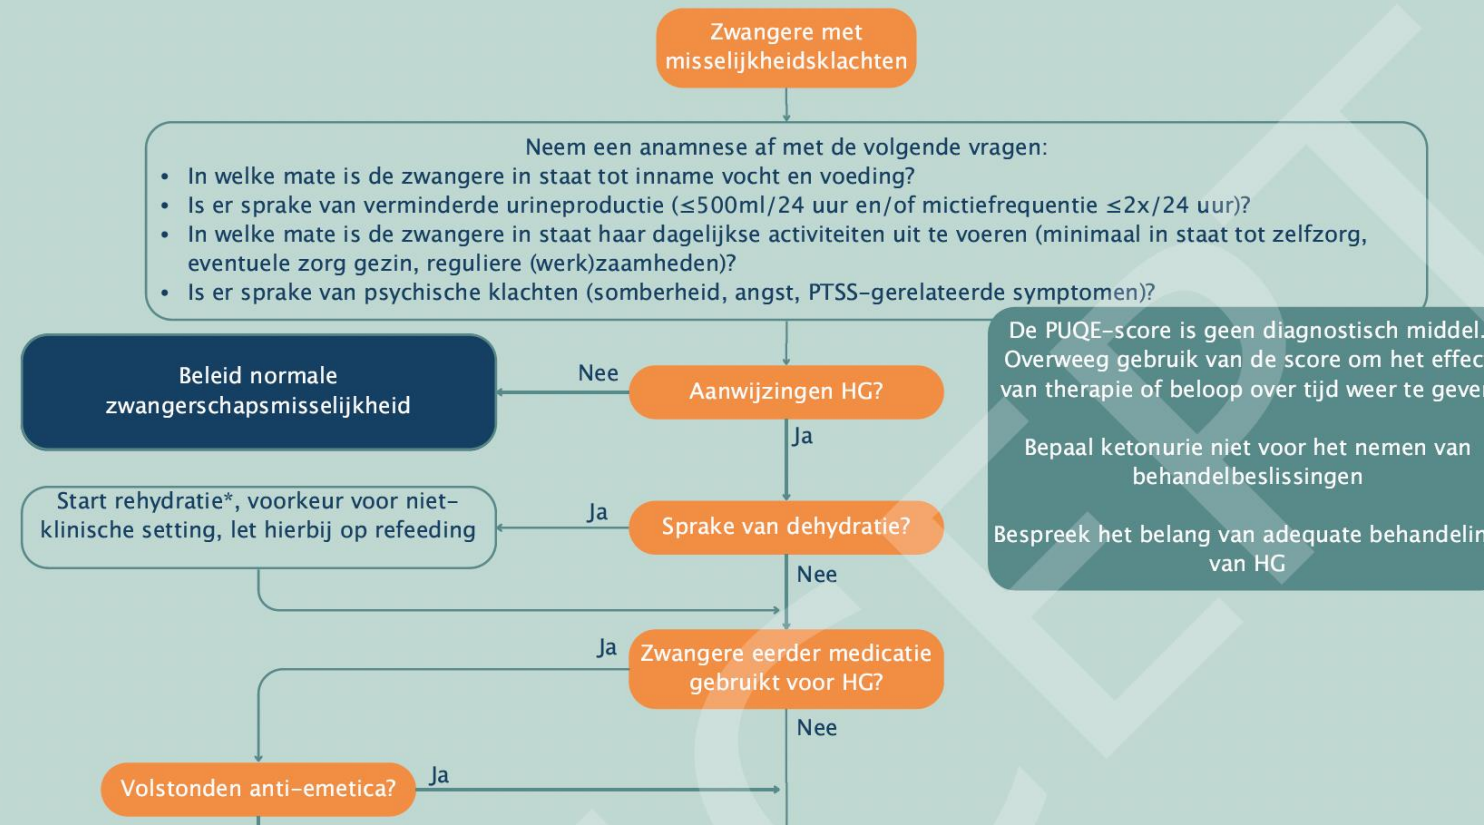 Zwangere met
misselijkheidsklachten
Neem een anamnese af met de volgende vragen:
• In welke mate is de zwangere in staat tot inname vocht en voeding?
• Is er sprake van verminderde urineproductie (≤500ml/24 uur en/of mictiefrequentie ≤2x/24 uur)?
• In welke mate is de zwangere in staat haar dagelijkse activiteiten uit te voeren (minimaal in staat tot zelfzorg,
eventuele zorg gezin, reguliere (werk)zaamheden)?
• Is er sprake van psychische klachten (somberheid, angst, PTSS-gerelateerde symptomen)?
De PUQE-score is geen diagnostisch middel.
Overweeg gebruik van de score om het effec
van therapie of beloop over tijd weer te geve
Bepaal ketonurie niet voor het nemen van
behandelbeslissingen
Bespreek het belang van adequate behandelin
van HG
Beleid normale
zwangerschapsmisselijkheid
Nee
Aanwijzingen HG?
Ja
Start rehydratie*, voorkeur voor niet-
klinische setting, let hierbij op refeeding
Ja
Sprake van dehydratie?
Nee
Ja
Zwangere eerder medicatie
gebruikt voor HG?
Nee
Volstonden anti-emetica?
Ja